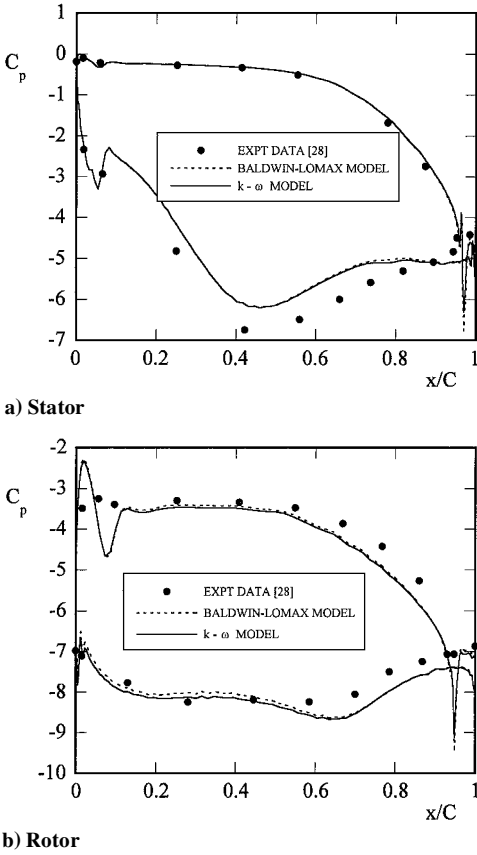 0
C_p
-1
-2
-3
-4
-5
-6
-7
EXPT DATA [28]
BALDWIN-LOMAX MODEL
k - ω MODEL
0 0.2 0.4 0.6 0.8 1
x/C
a) Stator
-2
C_p
-3
-4
-5
-6
-7
-8
-9
-10
EXPT DATA [28]
BALDWIN-LOMAX MODEL
k - ω MODEL
0 0.2 0.4 0.6 0.8 1
x/C
b) Rotor